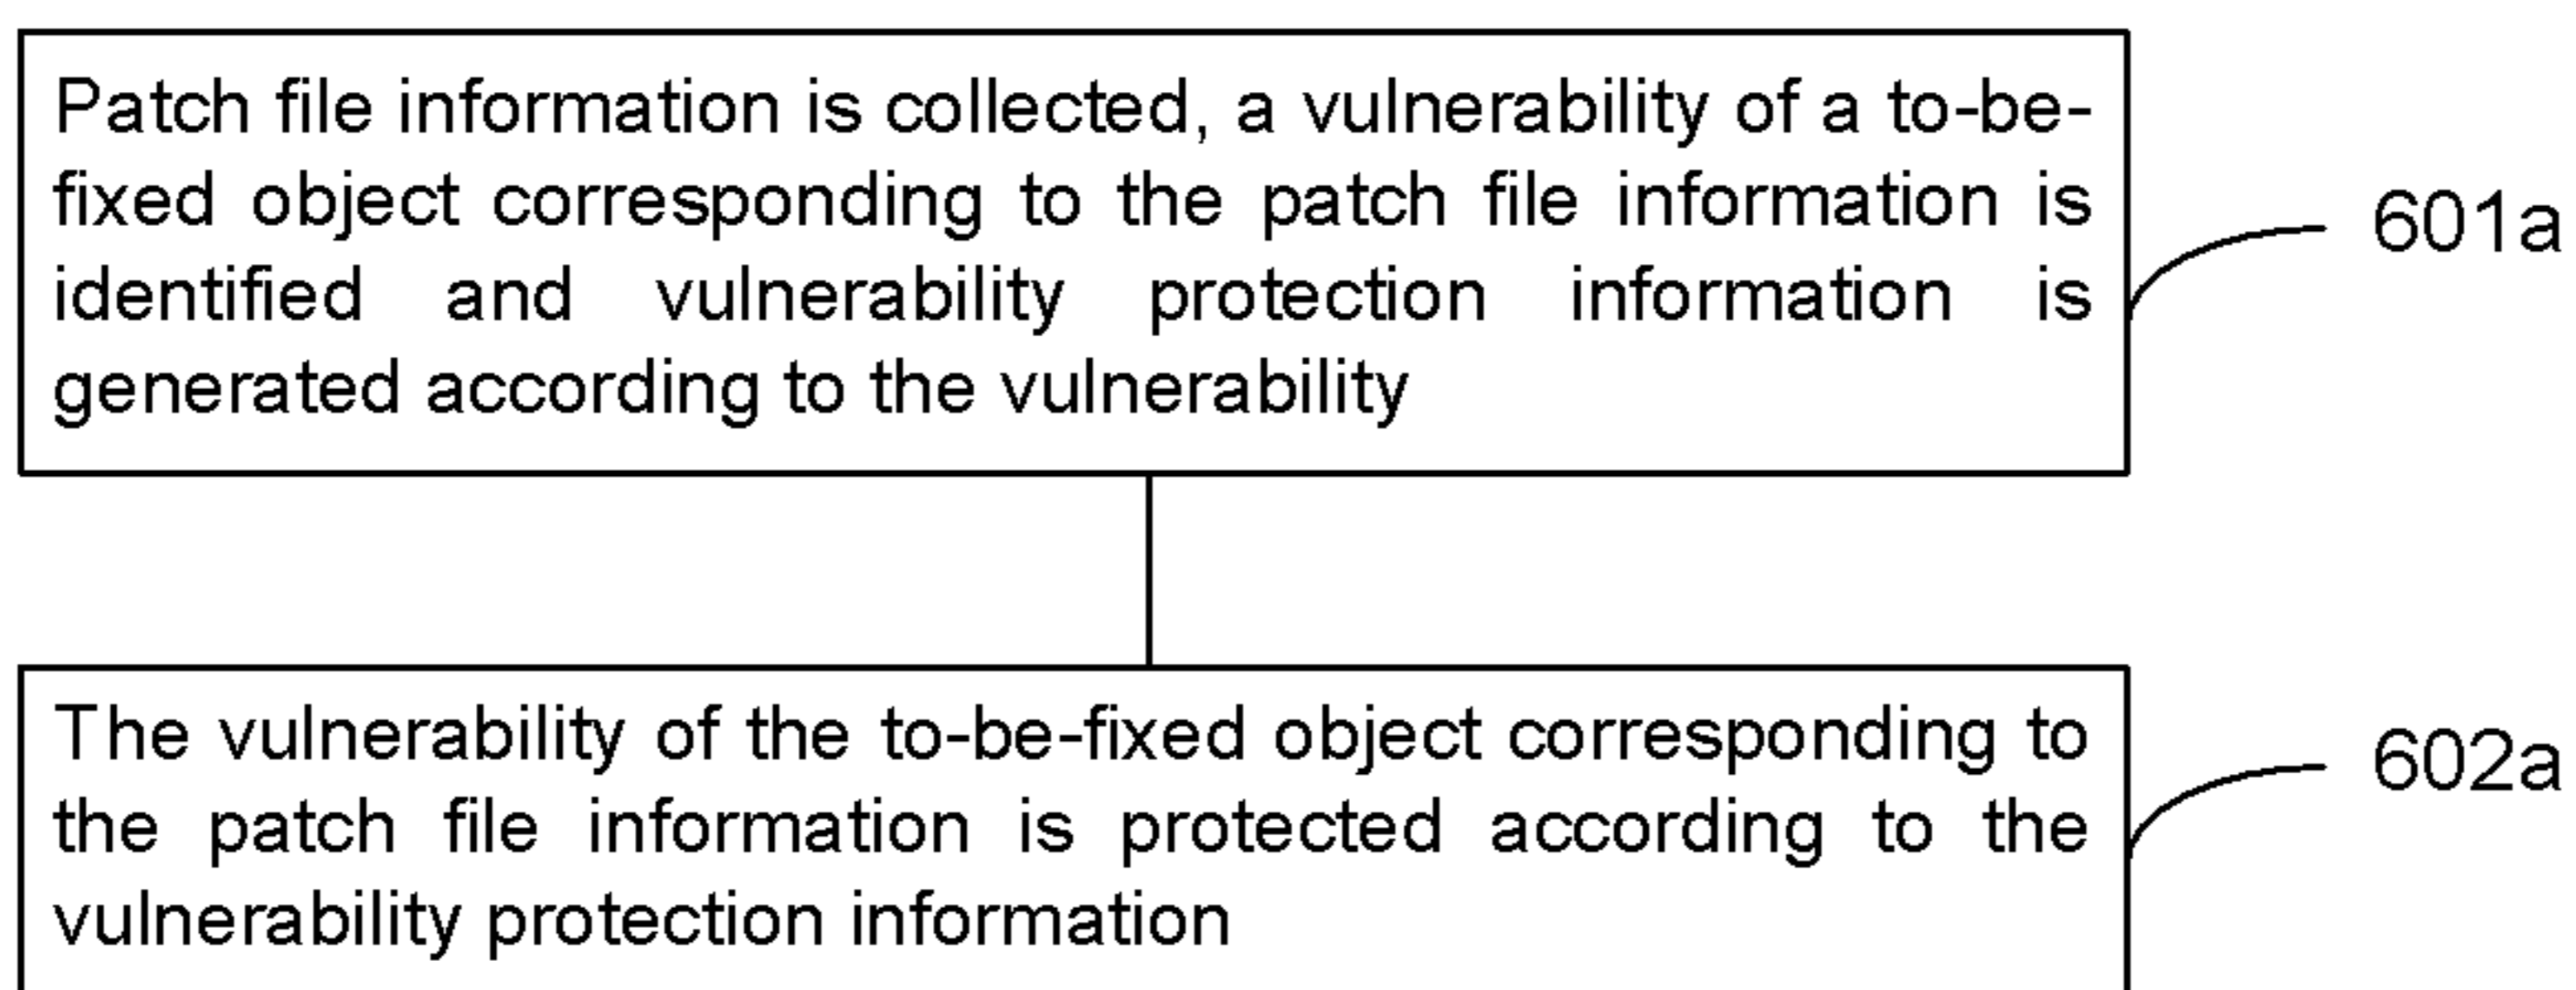 Patch file information is collected, a vulnerability of a to-be-
fixed object corresponding to the patch file information is
identified and vulnerability protection information is
generated according to the vulnerability
601a
The vulnerability of the to-be-fixed object corresponding to
the patch file information is protected according to the
vulnerability protection information
602a